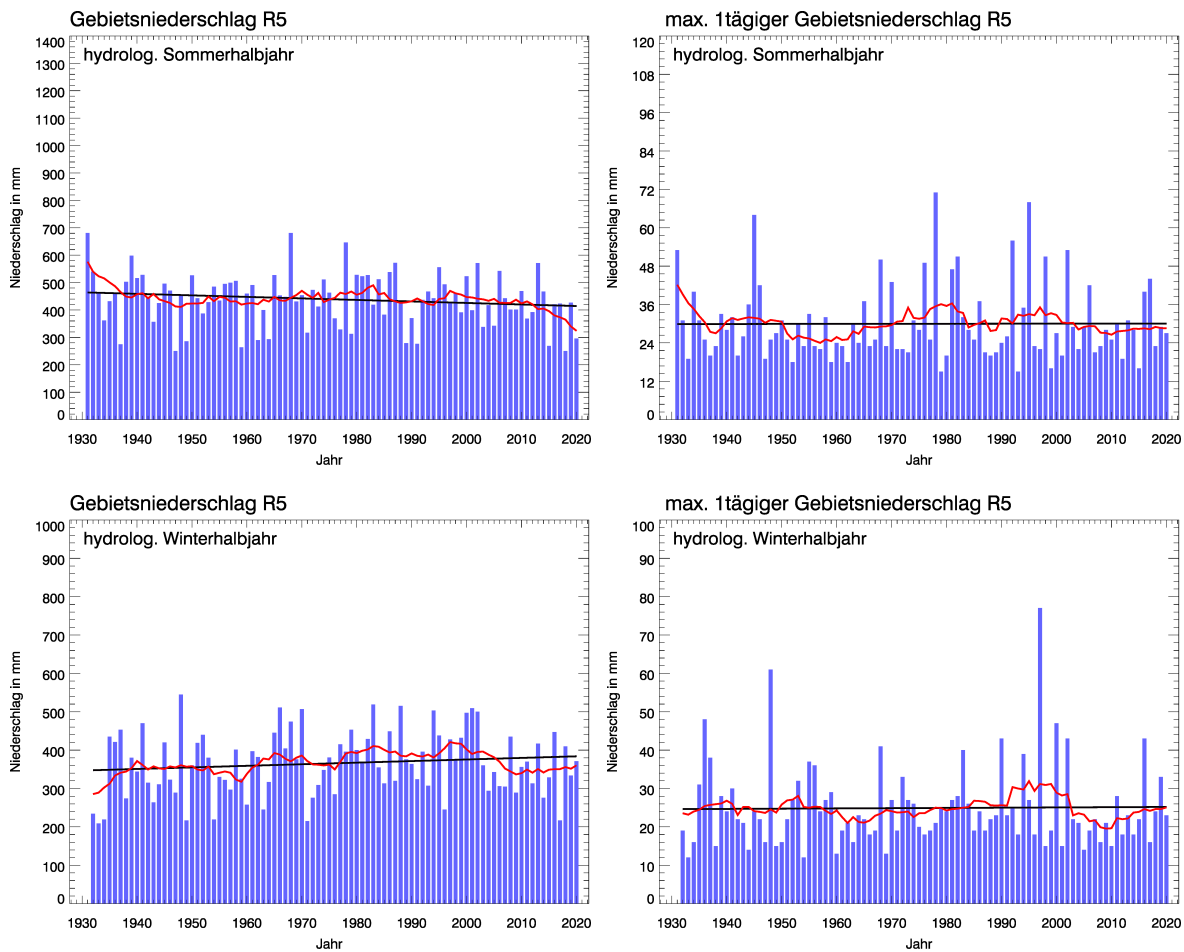 Gebietsniederschlag R5
hydrolog. Sommerhalbjahr
Niederschlag in mm
1400
1300
1200
1100
1000
900
800
700
600
500
400
300
200
100
0
1930 1940 1950 1960 1970 1980 1990 2000 2010 2020
Jahr
max. 1tägiger Gebietsniederschlag R5
hydrolog. Sommerhalbjahr
Niederschlag in mm
120
108
96
84
72
60
48
36
24
12
0
1930 1940 1950 1960 1970 1980 1990 2000 2010 2020
Jahr
Gebietsniederschlag R5
hydrolog. Winterhalbjahr
Niederschlag in mm
1000
900
800
700
600
500
400
300
200
100
0
1930 1940 1950 1960 1970 1980 1990 2000 2010 2020
Jahr
max. 1tägiger Gebietsniederschlag R5
hydrolog. Winterhalbjahr
Niederschlag in mm
100
90
80
70
60
50
40
30
20
10
0
1930 1940 1950 1960 1970 1980 1990 2000 2010 2020
Jahr